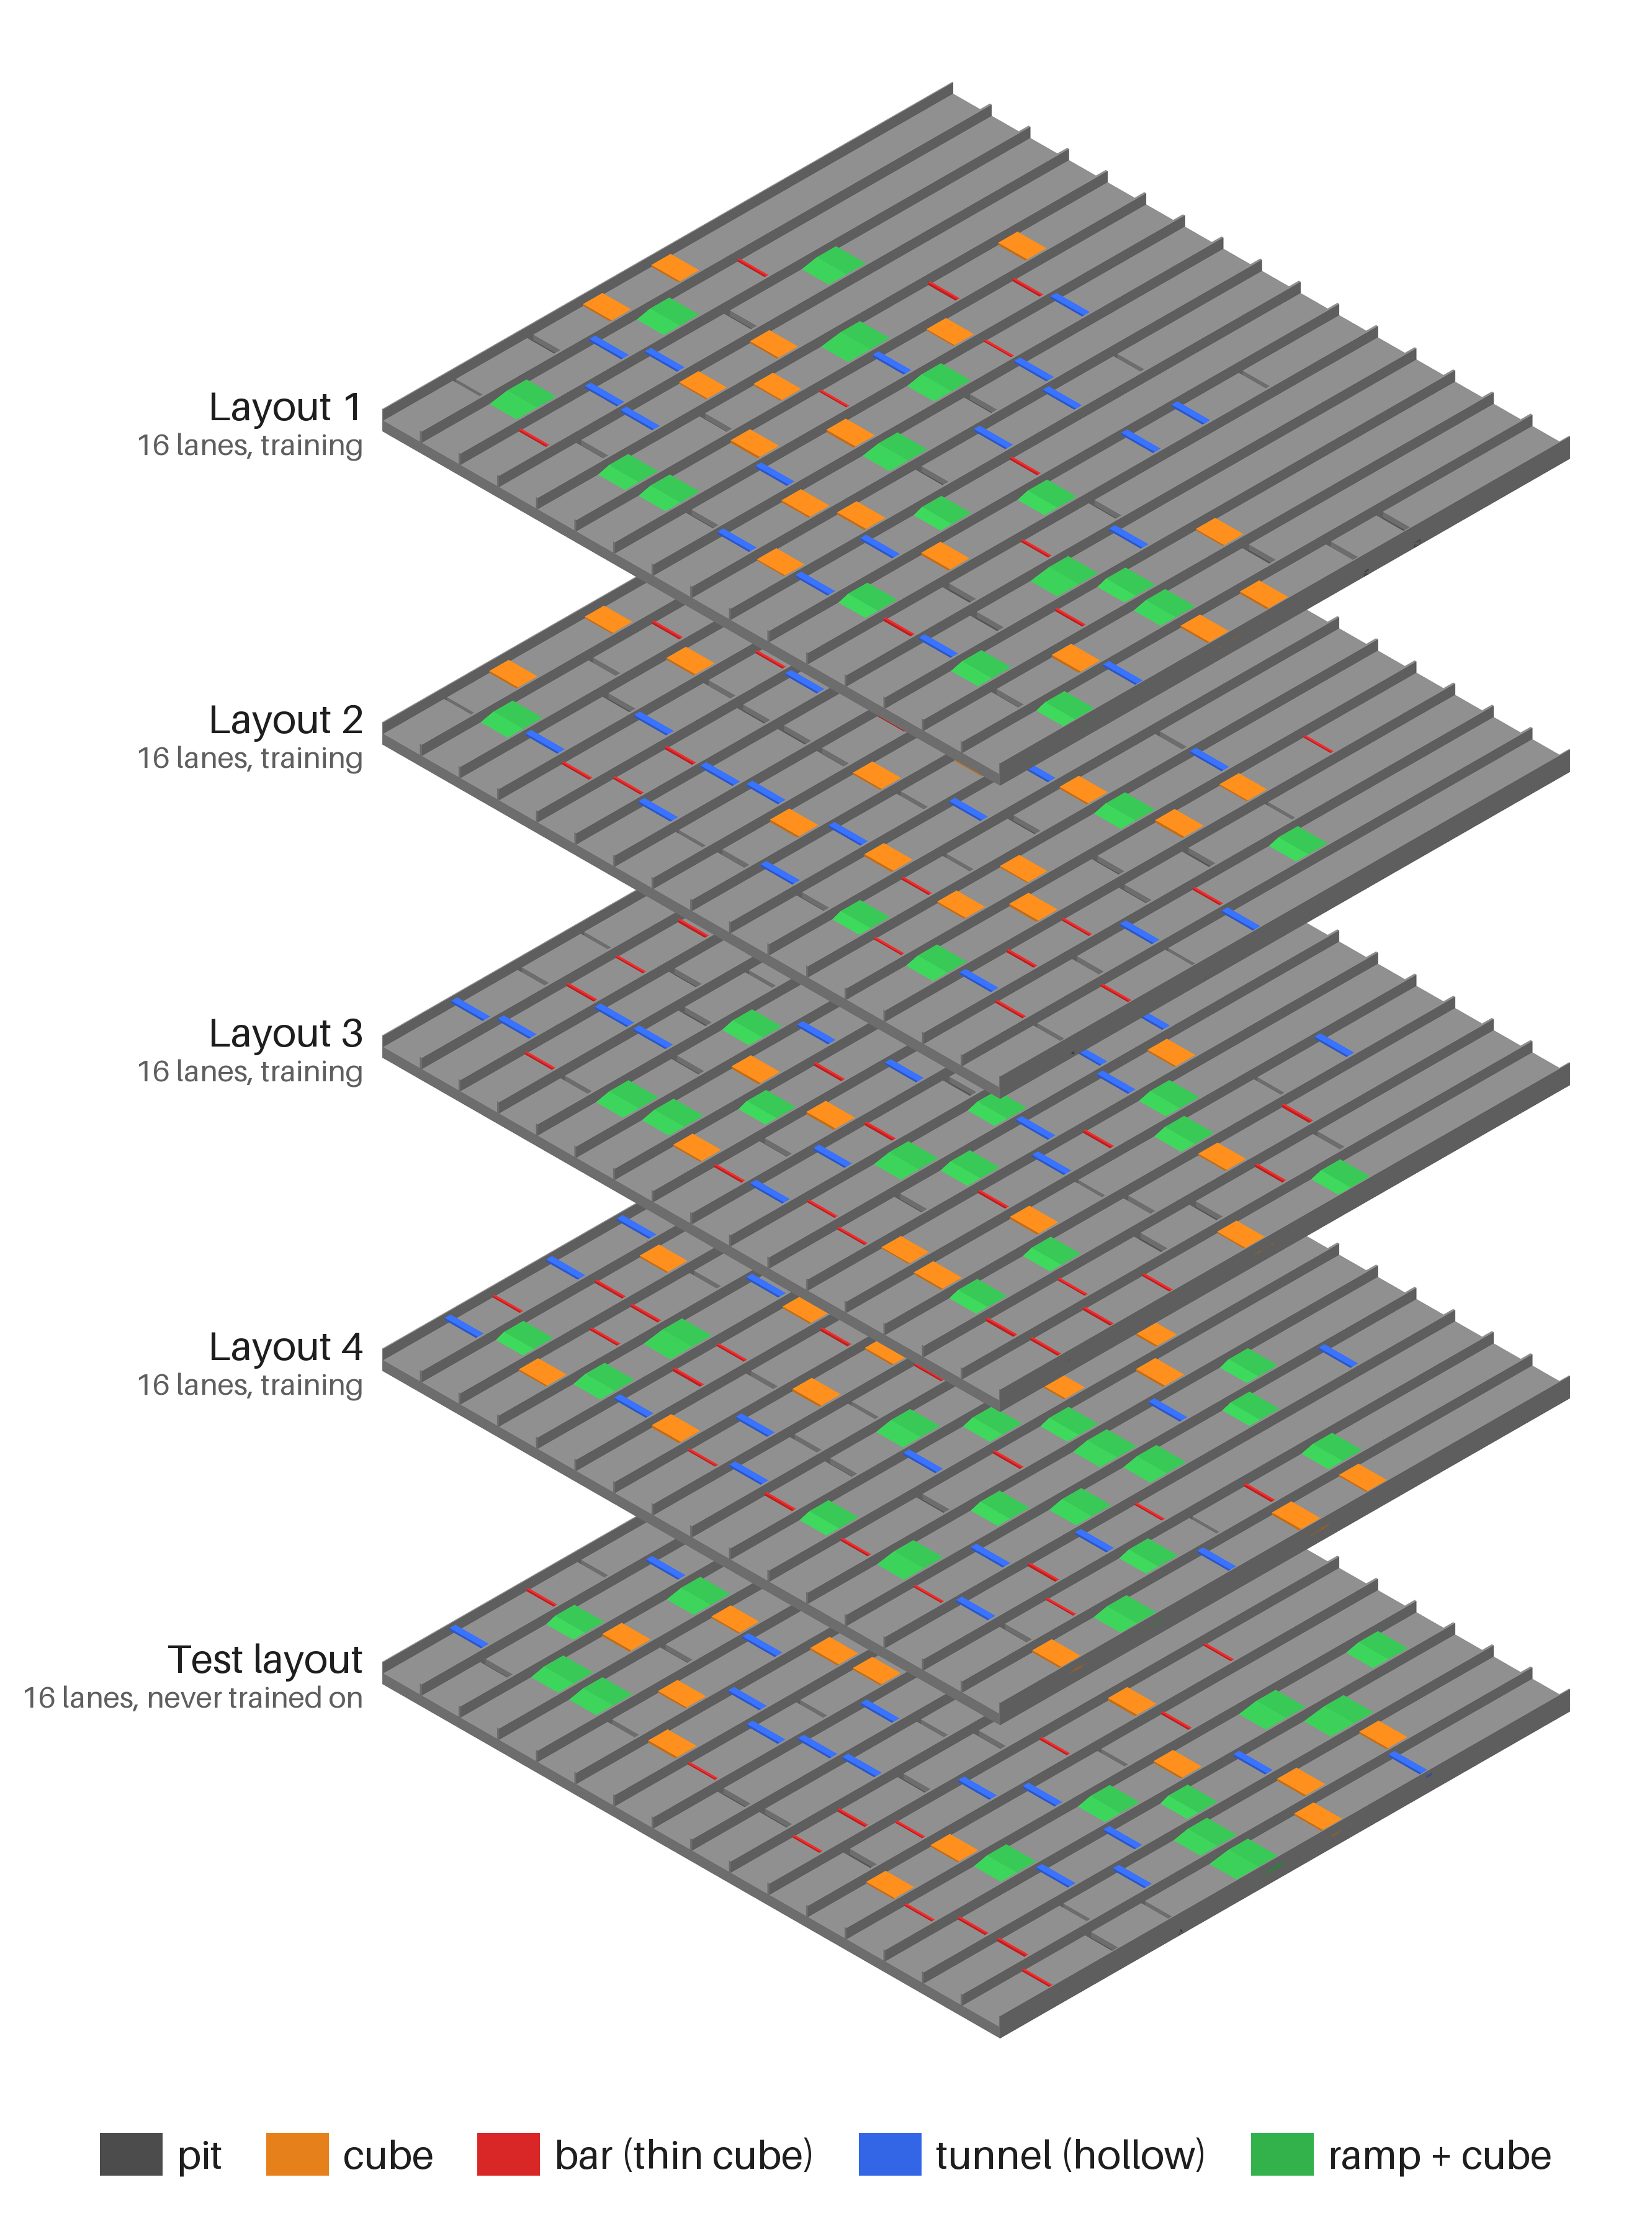 Layout 1
16 lanes, training
Layout 2
16 lanes, training
Layout 3
16 lanes, training
Layout 4
16 lanes, training
Test layout
16 lanes, never trained on
pit cube bar (thin cube) tunnel (hollow) ramp + cube